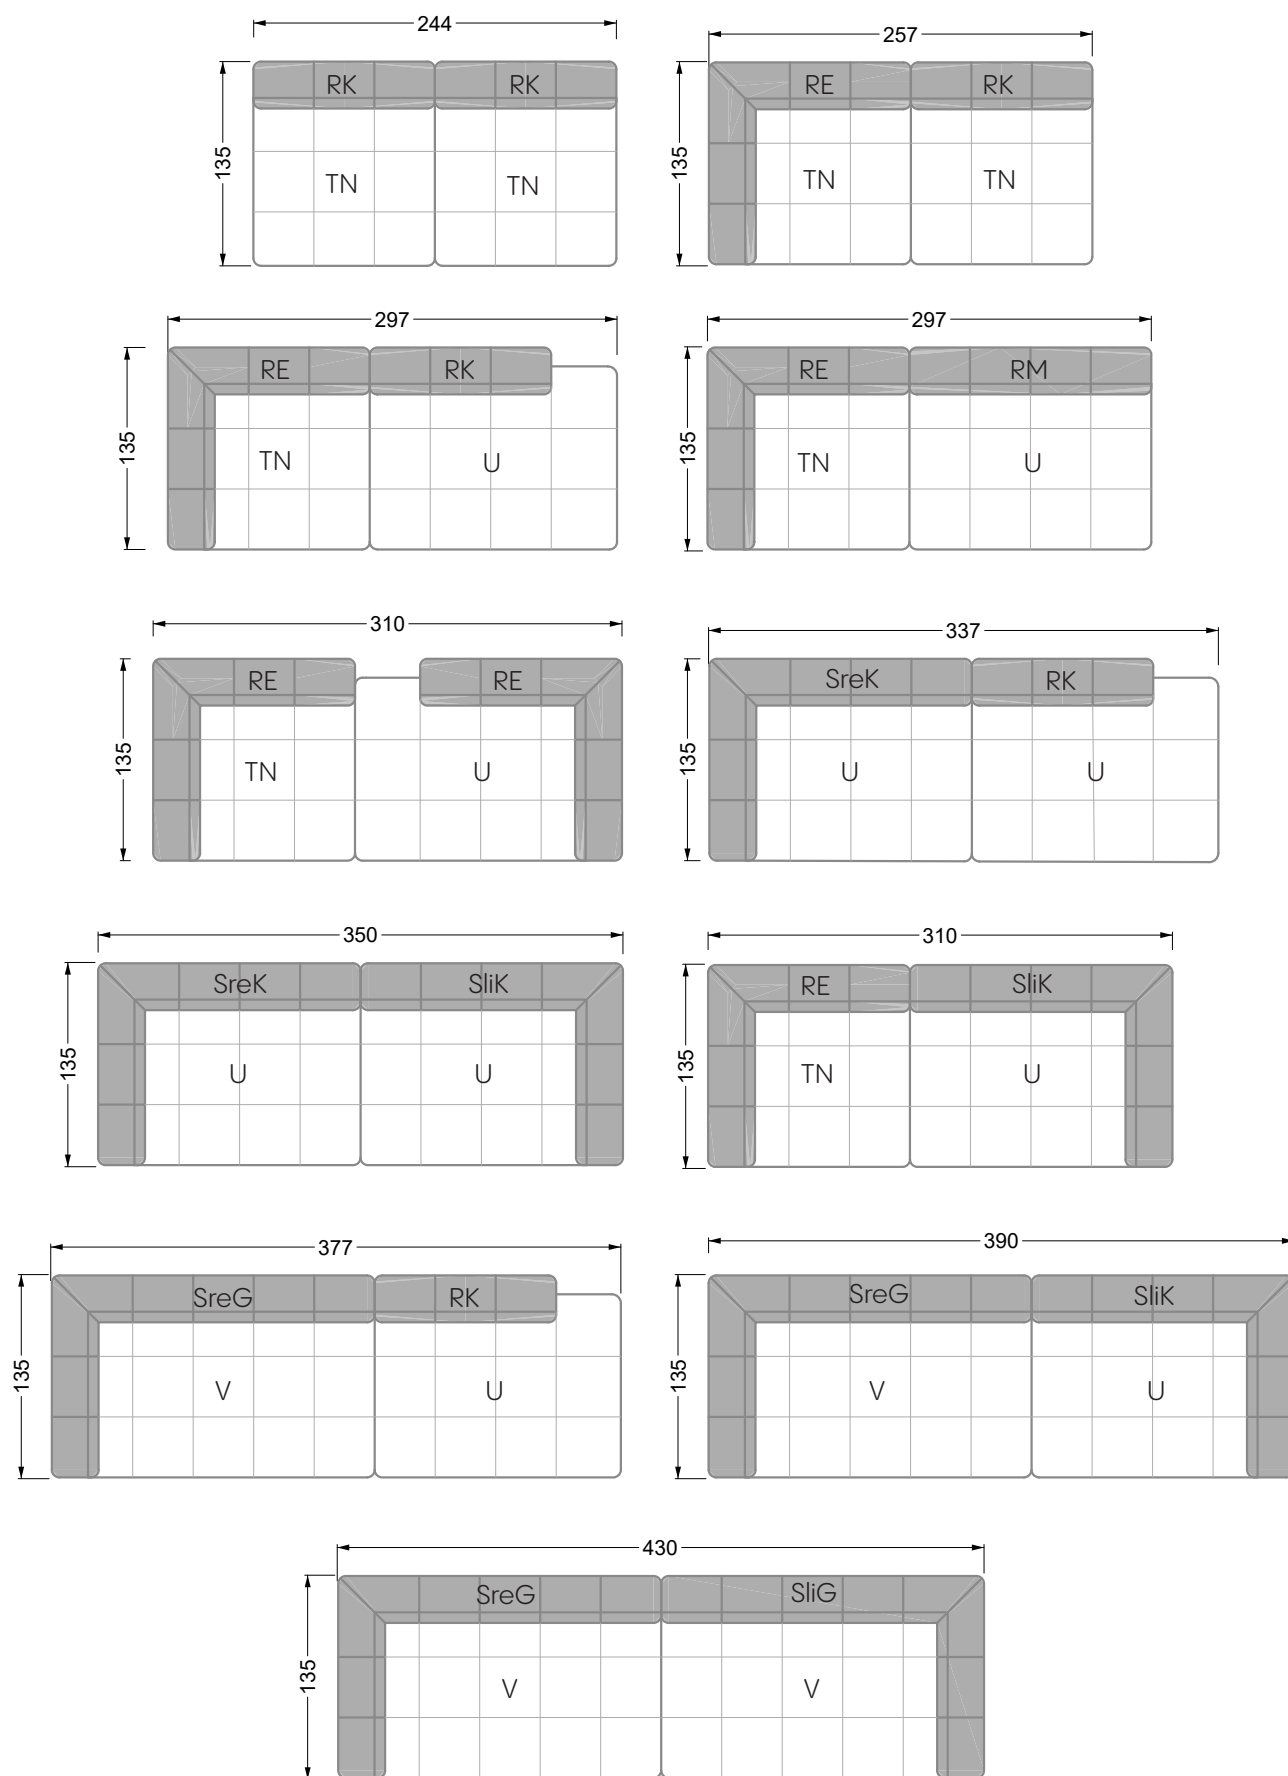 244
257
135
RK RK
135
RE RK
TN TN
TN TN
297
297
135
RE RK
135
RE RM
TN U
TN U
310
337
135
RE RE
135
SreK RK
TN U
U U
350
310
135
SreK SliK
135
RE SliK
U U
TN U
377
390
135
SreG RK
135
SreG SliK
V U
V U
430
135
SreG SliG
V V